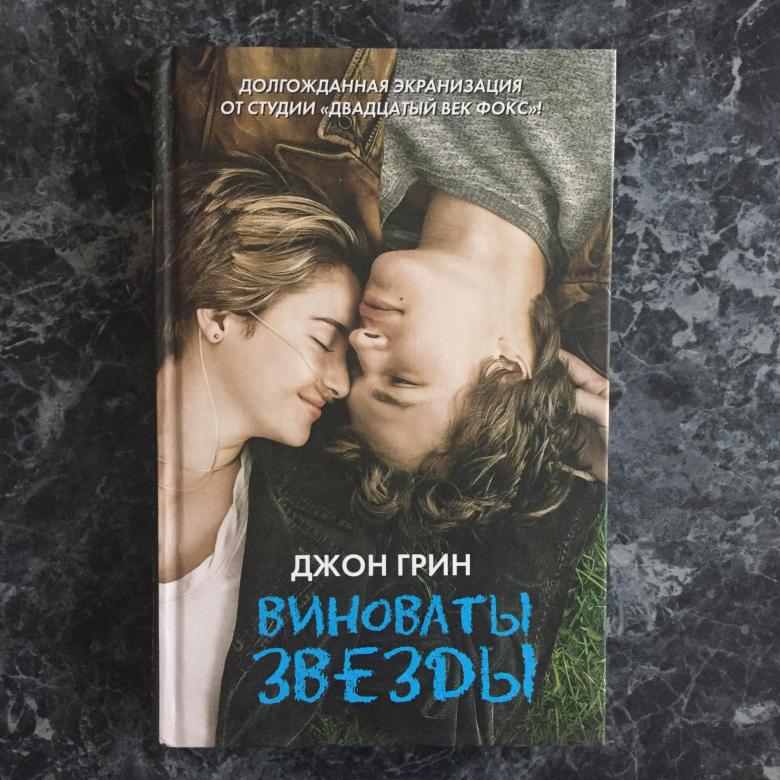 ДОЛГОЖДАННАЯ ЭКРАНИЗАЦИЯ
ОТ СТУДИИ «ДВАДЦАТЫЙ ВЕК ФОКС»!
ДЖОН ГРИН
ВИНОВАТЫ
ЗВЕЗДЫ